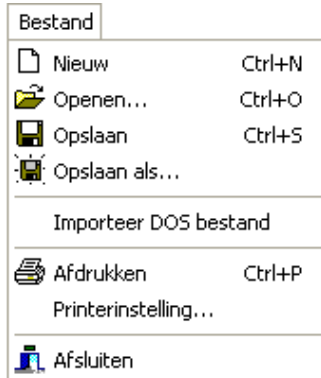 Bestand
Nieuw Ctrl+N
Openen... Ctrl+O
Opslaan Ctrl+S
Opslaan als...
Importeer DOS bestand
Afdrukken Ctrl+P
Printerinstelling...
Afsluiten